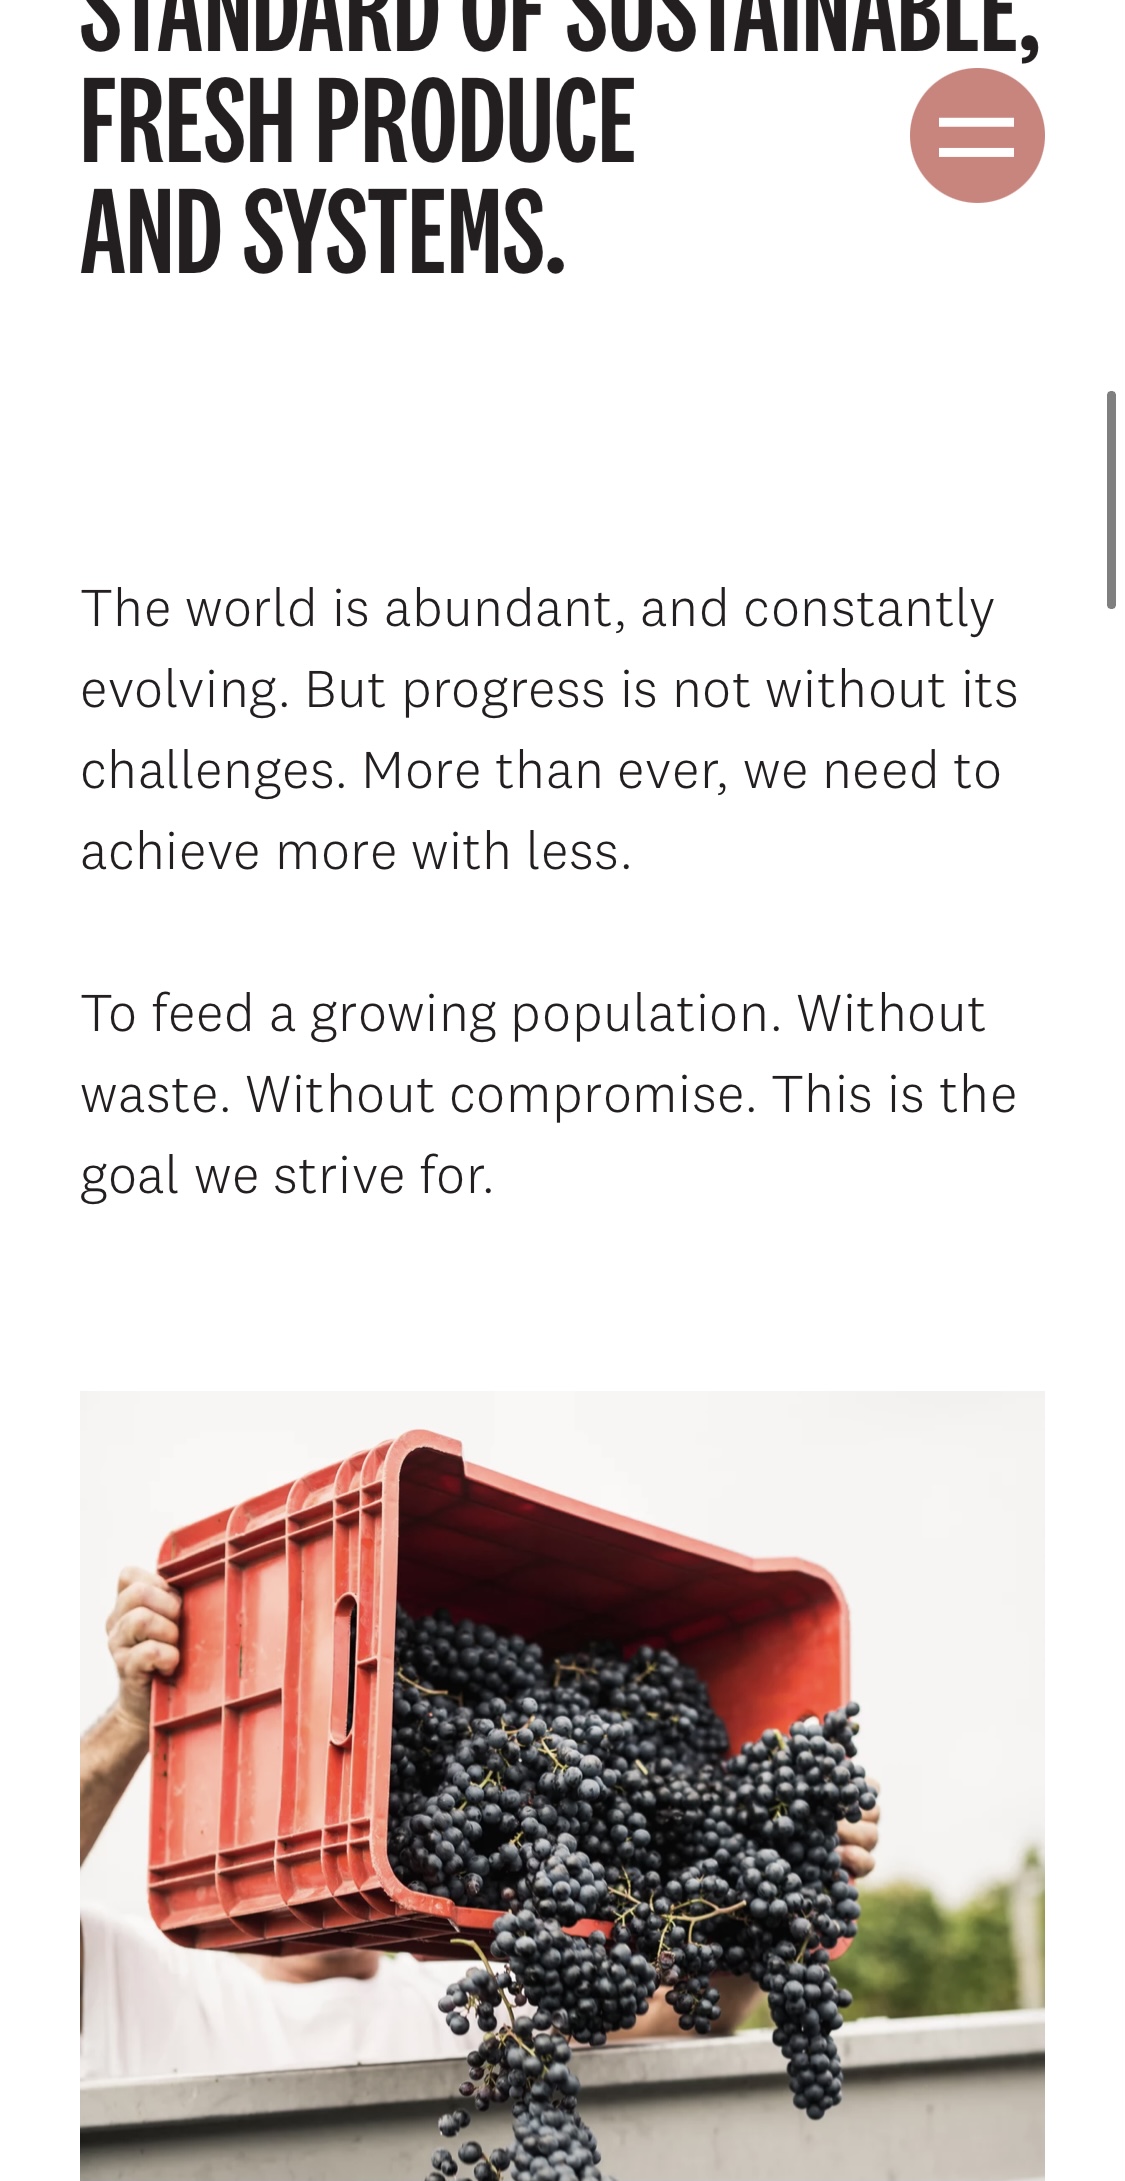 STANDARD OF SUSTAINABLE,
FRESH PRODUCE
AND SYSTEMS.
The world is abundant, and constantly
evolving. But progress is not without its
challenges. More than ever, we need to
achieve more with less.
To feed a growing population. Without
waste. Without compromise. This is the
goal we strive for.